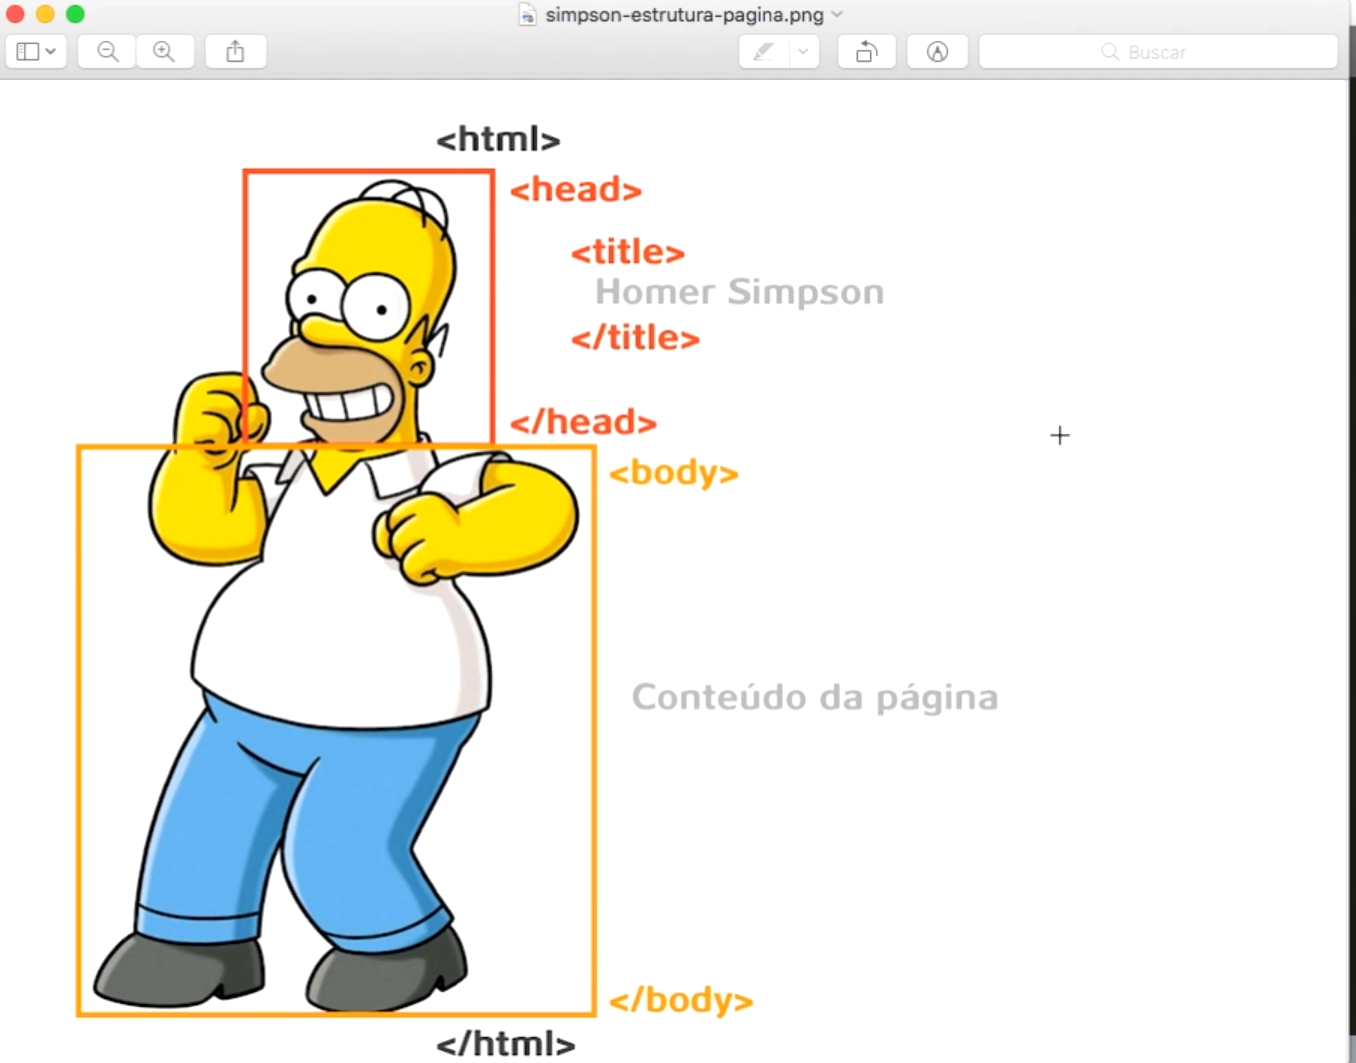 simpson-estrutura-pagina.png
Buscar
<html>
<head>
<title>
Homer Simpson
</title>
</head>
<body>
Conteúdo da página
</body>
</html>